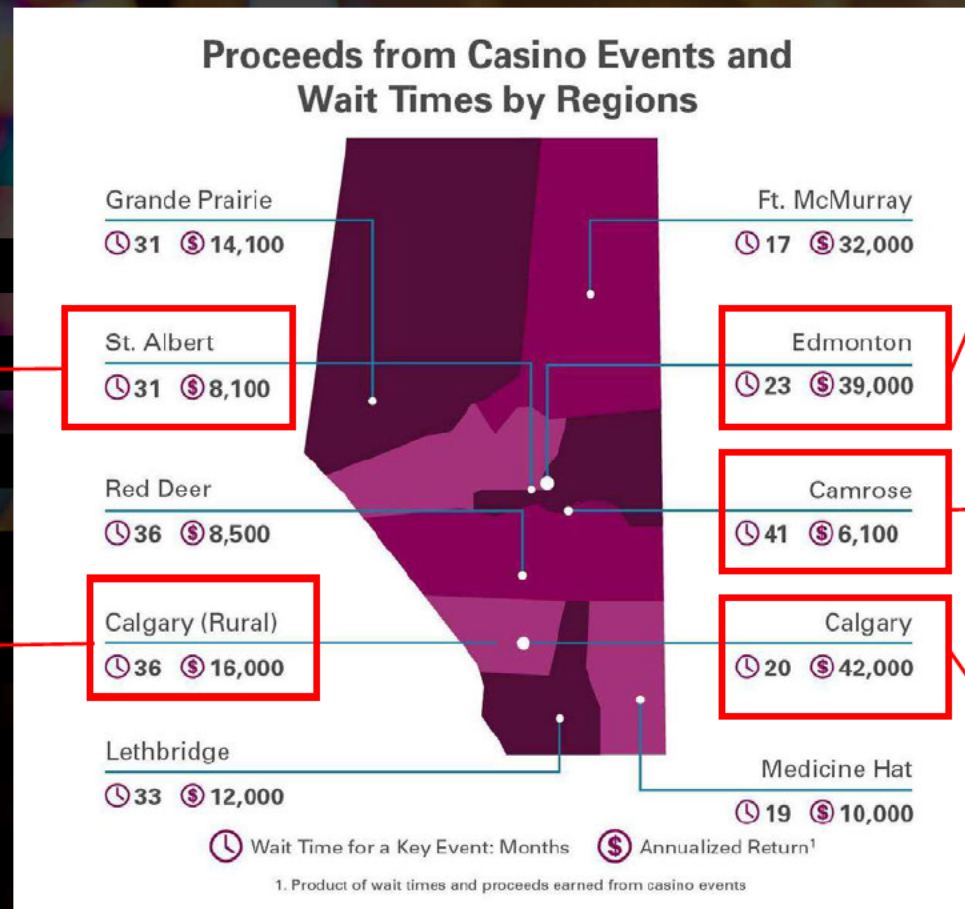 Proceeds from Casino Events and
Wait Times by Regions
Grande Prairie
31 $ 14,100
Ft. McMurray
17 $ 32,000
St. Albert
31 $ 8,100
Edmonton
23 $ 39,000
Red Deer
36 $ 8,500
Camrose
41 $ 6,100
Calgary (Rural)
36 $ 16,000
Calgary
20 $ 42,000
Lethbridge
33 $ 12,000
Medicine Hat
19 $ 10,000
Wait Time for a Key Event: Months $ Annualized Return¹
1. Product of wait times and proceeds earned from casino events